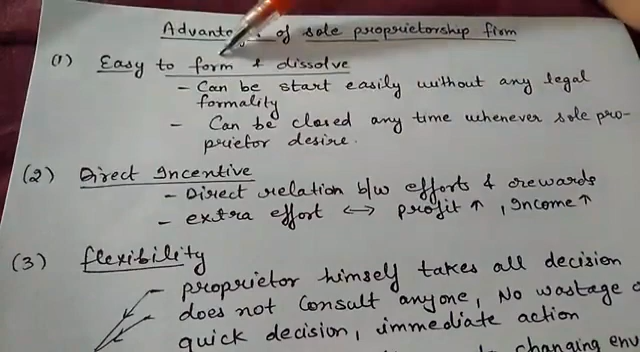 Advantages of sole proprietorship firm
(1) Easy to form & dissolve
- Can be start easily without any legal
formality
- Can be closed any time whenever sole pro-
prietor desire.
(2) Direct Incentive
- Direct relation b/w efforts & rewards
- extra effort ↔ profit ↑, Income ↑
(3) flexibility
proprietor himself takes all decision
does not consult anyone, No wastage
quick decision, immediate action
changing